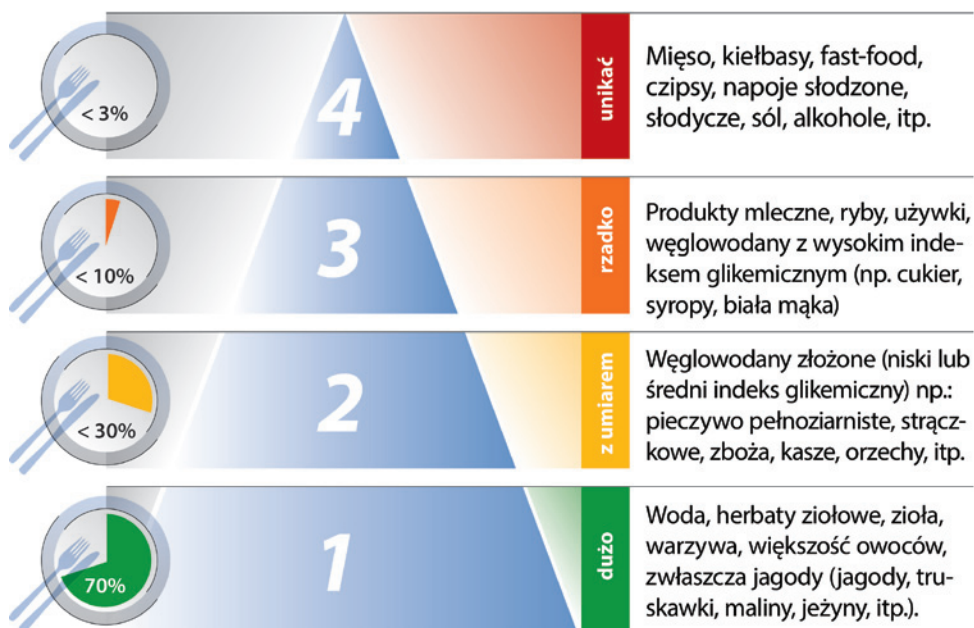 < 3%
4
unikać
Mięso, kiełbasy, fast-food,
czipsy, napoje słodzone,
słodycze, sól, alkohole, itp.
< 10%
3
rzadko
Produkty mleczne, ryby, używki,
węglowodany z wysokim inde-
ksem glikemicznym (np. cukier,
syropy, biała mąka)
< 30%
2
z umiarem
Węglowodany złożone (niski lub
średni indeks glikemiczny) np.:
pieczywo pełnoziarniste, strącz-
kowe, zboża, kasze, orzechy, itp.
70%
1
dużo
Woda, herbaty ziołowe, zioła,
warzywa, większość owoców,
zwłaszcza jagody (jagody, tru-
skawki, maliny, jeżyny, itp.).